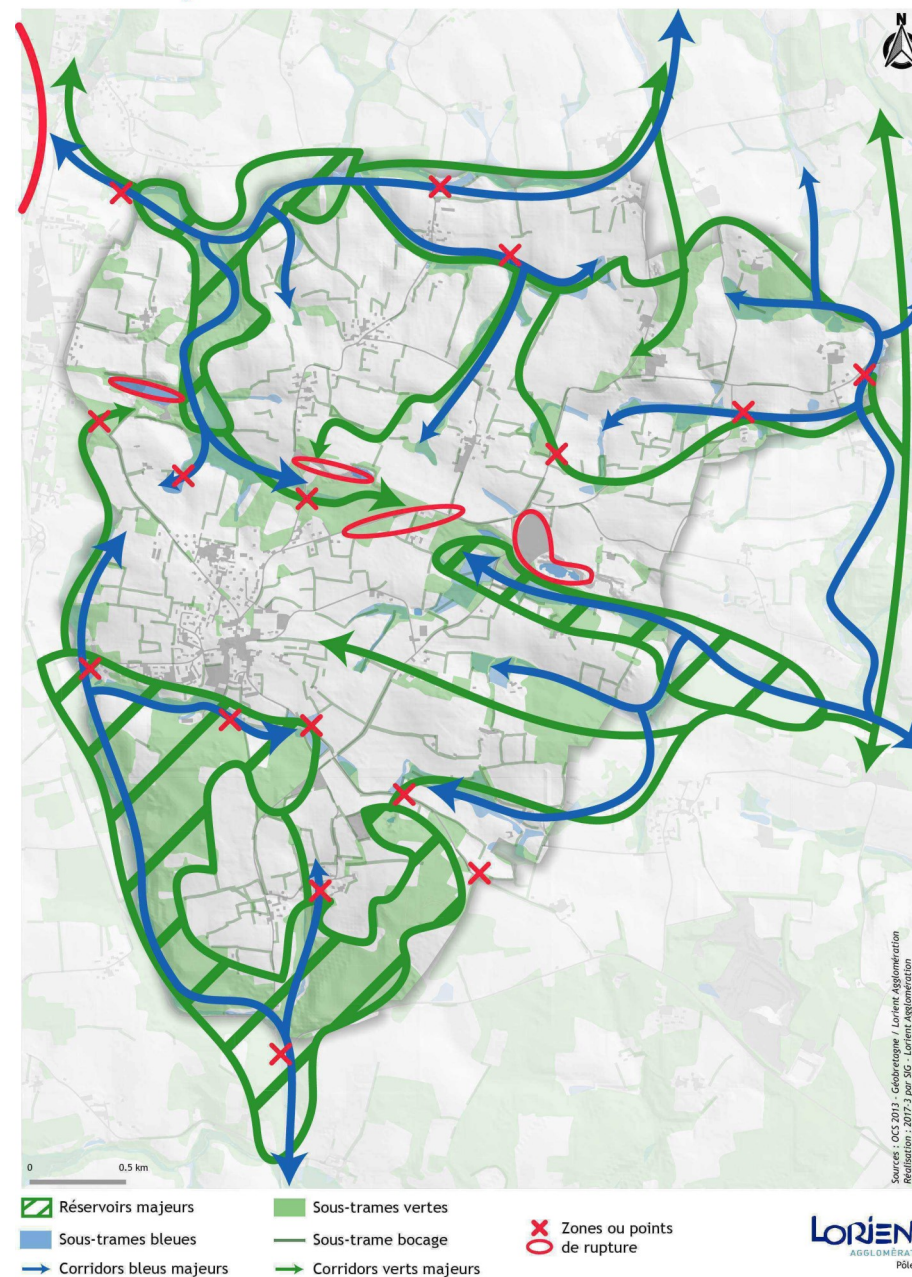 N
Sources : OCS 2013 - Géobretagne / Lorient Agglomération
Réalisation : 2017-3 par SIG - Lorient Agglomération
0 0,5 km
Réservoirs majeurs
Sous-trames bleues
Corridors bleus majeurs
Sous-trames vertes
Sous-trame bocage
Corridors verts majeurs
Zones ou points
de rupture
LORIEN
AGGLOMÉRAT
Pôle